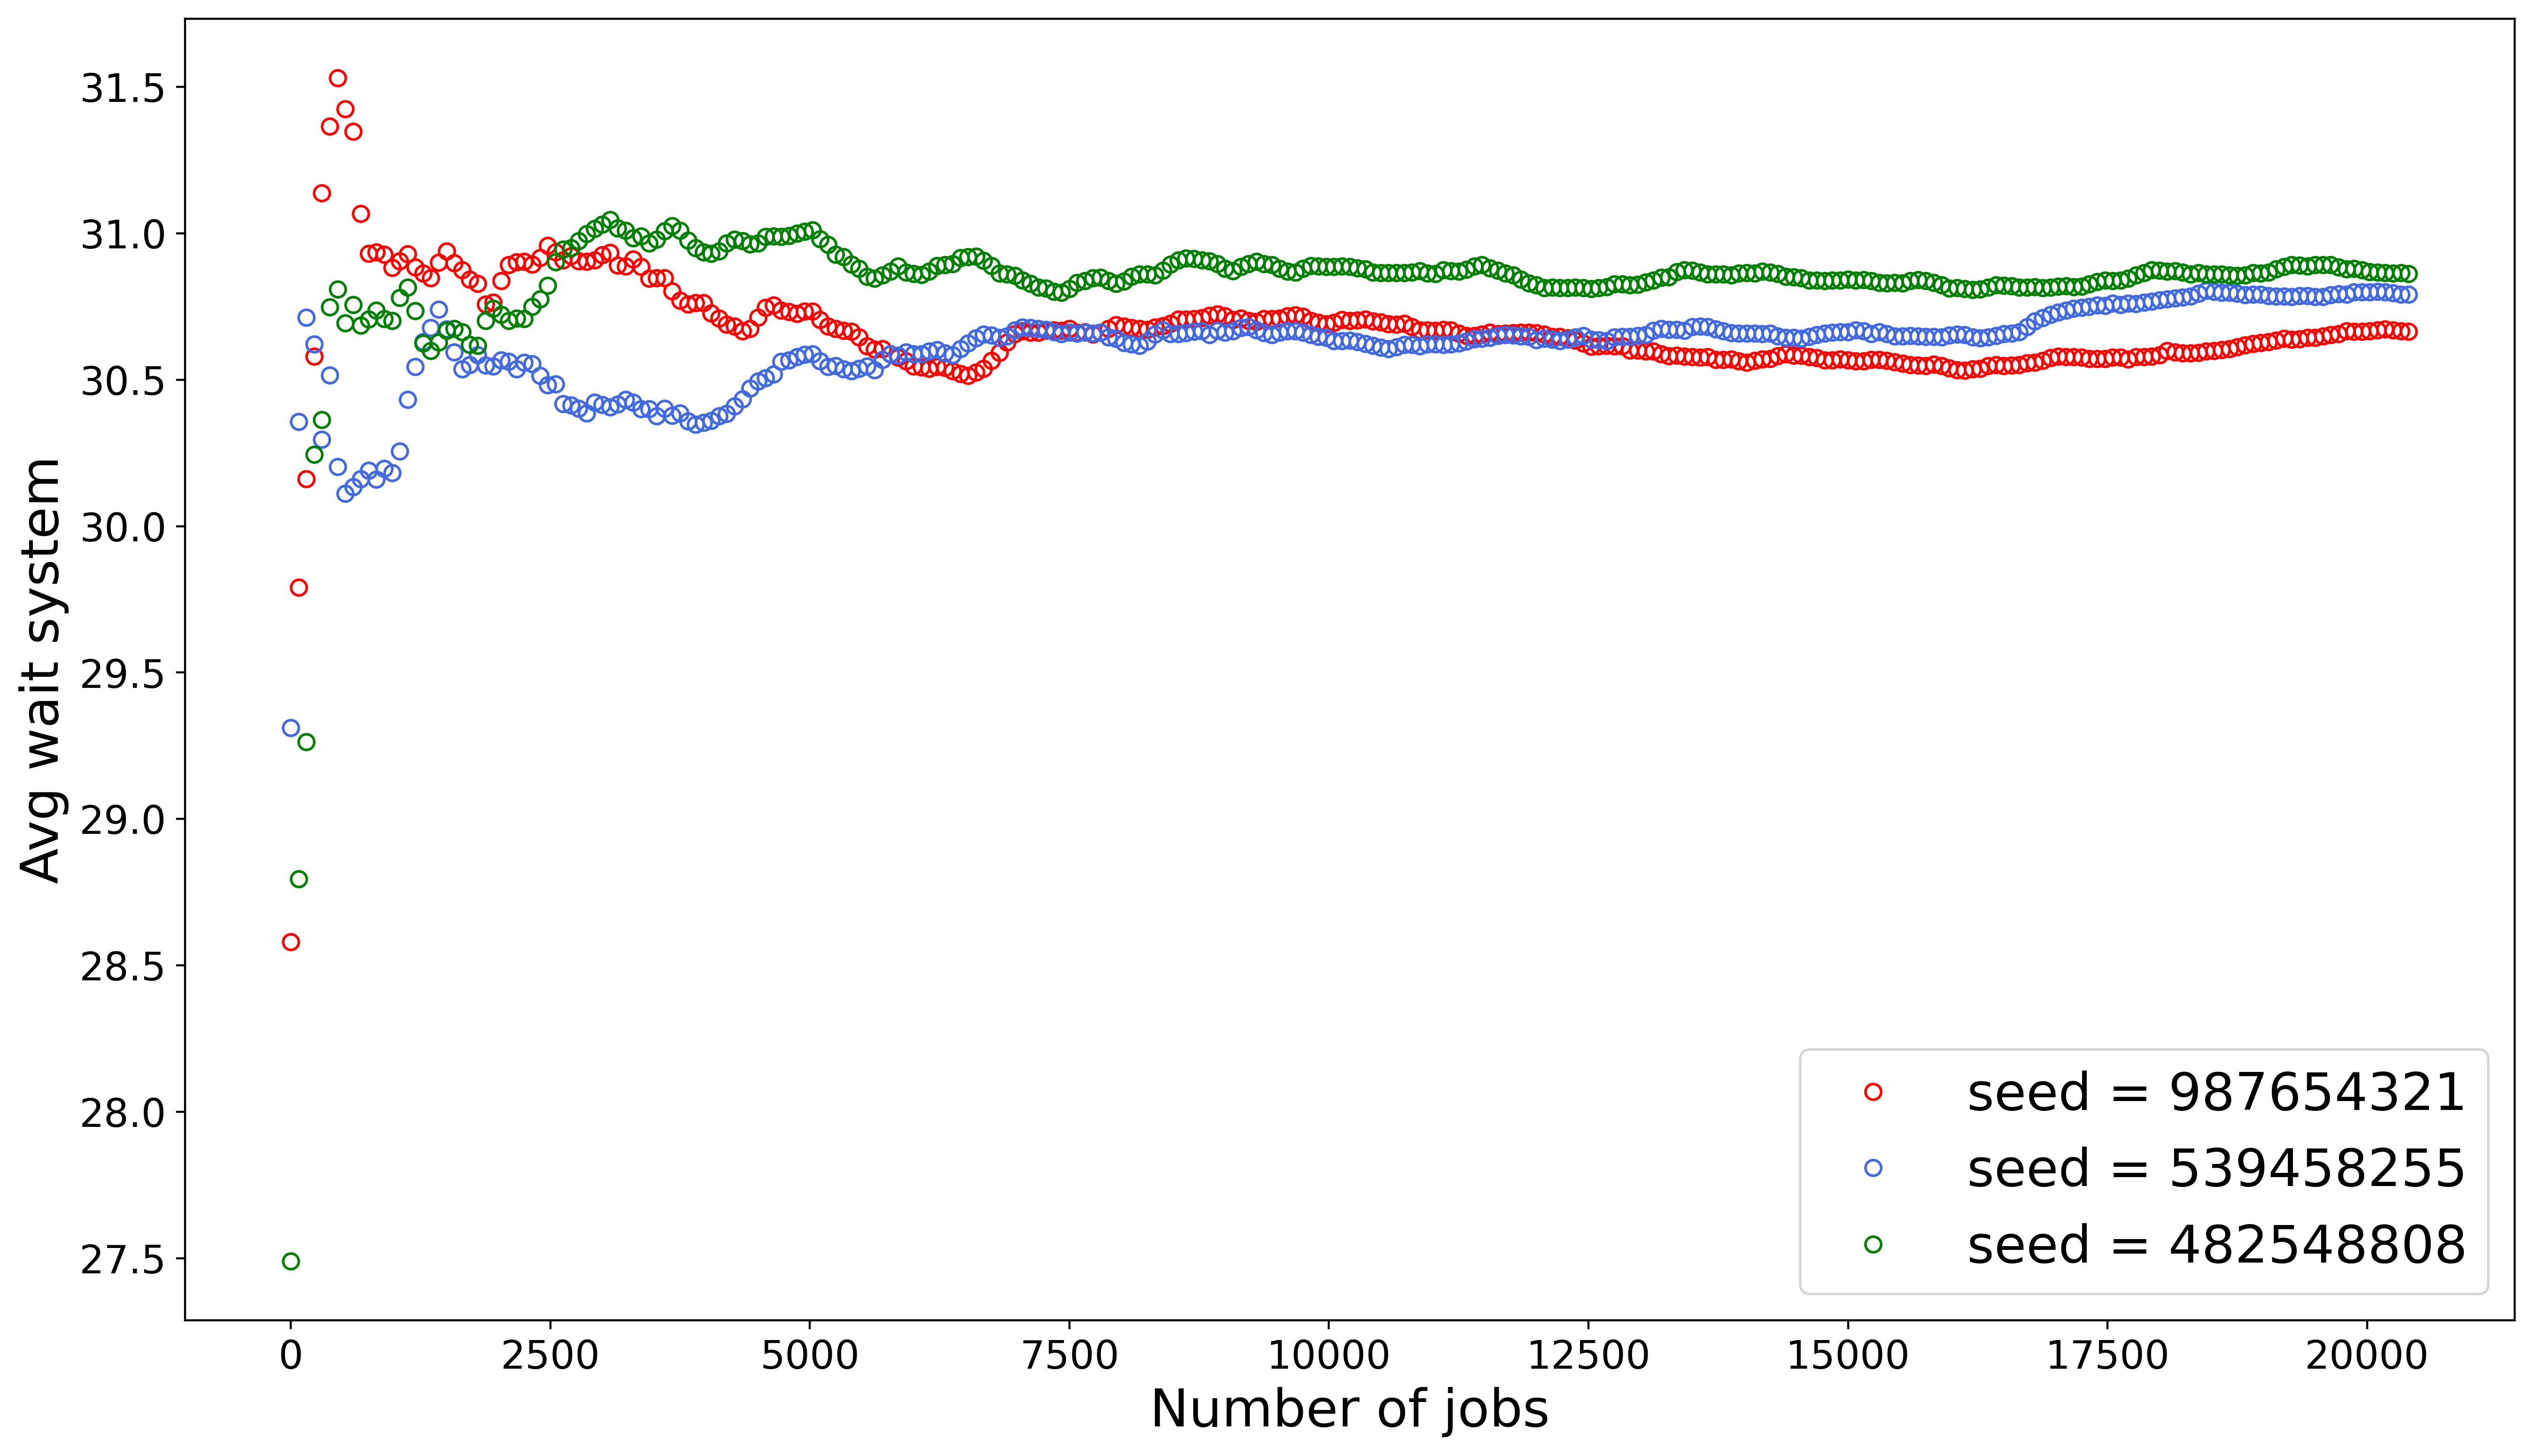 31.5
31.0
30.5
30.0
29.5
29.0
28.5
28.0
27.5
Avg wait system
0 2500 5000 7500 10000 12500 15000 17500 20000
Number of jobs
seed = 987654321
seed = 539458255
seed = 482548808